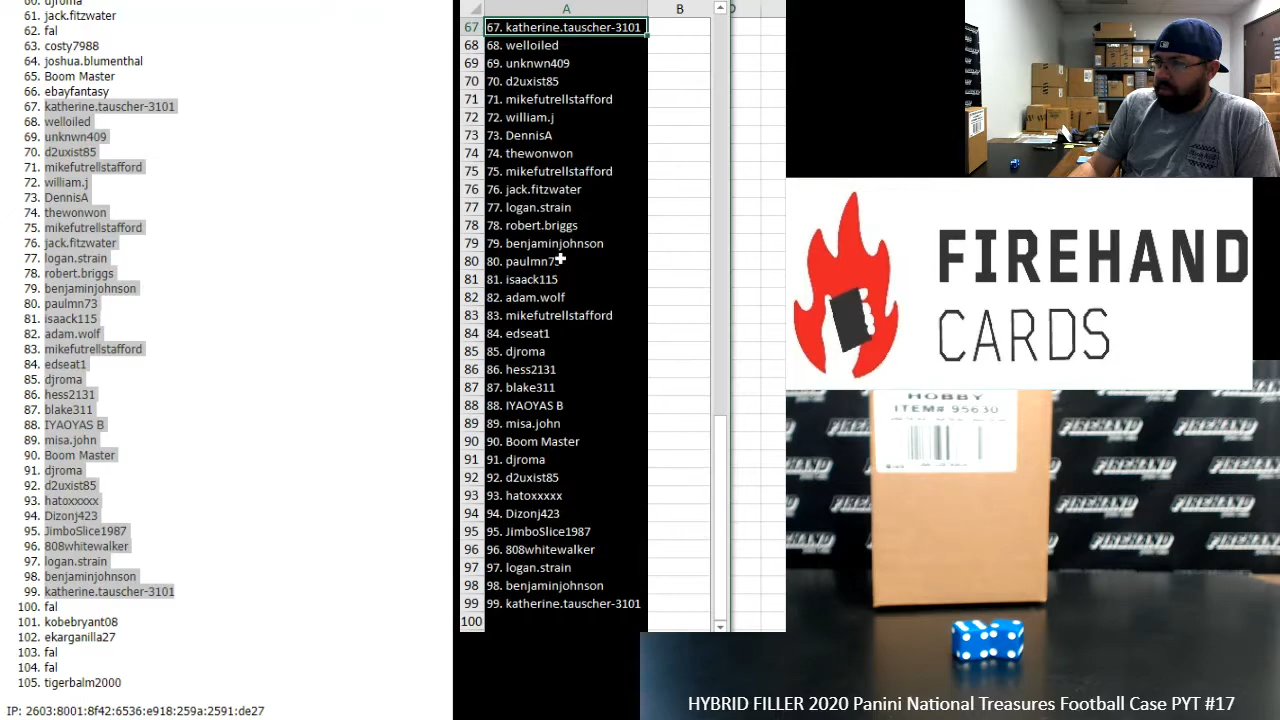 60. djroma
61. jack.fitzwater
62. fal
63. costy7988
64. joshua.blumenthal
65. Boom Master
66. ebayfantasy
67. katherine.tauscher-3101
68. welloiled
69. unknwn409
70. d2uxist85
71. mikefutrellstafford
72. william.j
73. DennisA
74. thewonwon
75. mikefutrellstafford
76. jack.fitzwater
77. logan.strain
78. robert.briggs
79. benjaminjohnson
80. paulmn73
81. isaack115
82. adam.wolf
83. mikefutrellstafford
84. edseat1
85. djroma
86. hess2131
87. blake311
88. IYAOYAS B
89. misa.john
90. Boom Master
91. djroma
92. d2uxist85
93. hatoxxxxx
94. Dizonj423
95. JimboSlice1987
96. 808whitewalker
97. logan.strain
98. benjaminjohnson
99. katherine.tauscher-3101
100. fal
101. kobebryant08
102. ekarganilla27
103. fal
104. fal
105. tigerbalm2000
IP: 2603:8001:8f42:6536:e918:259a:2591:de27
A B D
67 67. katherine.tauscher-3101
68 68. welloiled
69 69. unknwn409
70 70. d2uxist85
71 71. mikefutrellstafford
72 72. william.j
73 73. DennisA
74 74. thewonwon
75 75. mikefutrellstafford
76 76. jack.fitzwater
77 77. logan.strain
78 78. robert.briggs
79 79. benjaminjohnson
80 80. paulmn73
81 81. isaack115
82 82. adam.wolf
83 83. mikefutrellstafford
84 84. edseat1
85 85. djroma
86 86. hess2131
87 87. blake311
88 88. IYAOYAS B
89 89. misa.john
90 90. Boom Master
91 91. djroma
92 92. d2uxist85
93 93. hatoxxxxx
94 94. Dizonj423
95 95. JimboSlice1987
96 96. 808whitewalker
97 97. logan.strain
98 98. benjaminjohnson
99 99. katherine.tauscher-3101
100
FIREHAND
CARDS
HOBBY
ITEM# 95630
FIREHAND
FIREHAND
FIREHAND
FIREHAND
HYBRID FILLER 2020 Panini National Treasures Football Case PYT #17